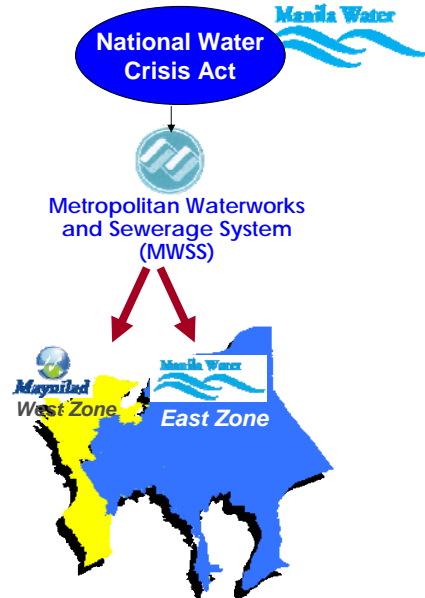 Manila Water
National Water
Crisis Act
Metropolitan Waterworks
and Sewerage System
(MWSS)
Maynilad
West Zone
Manila Water
East Zone